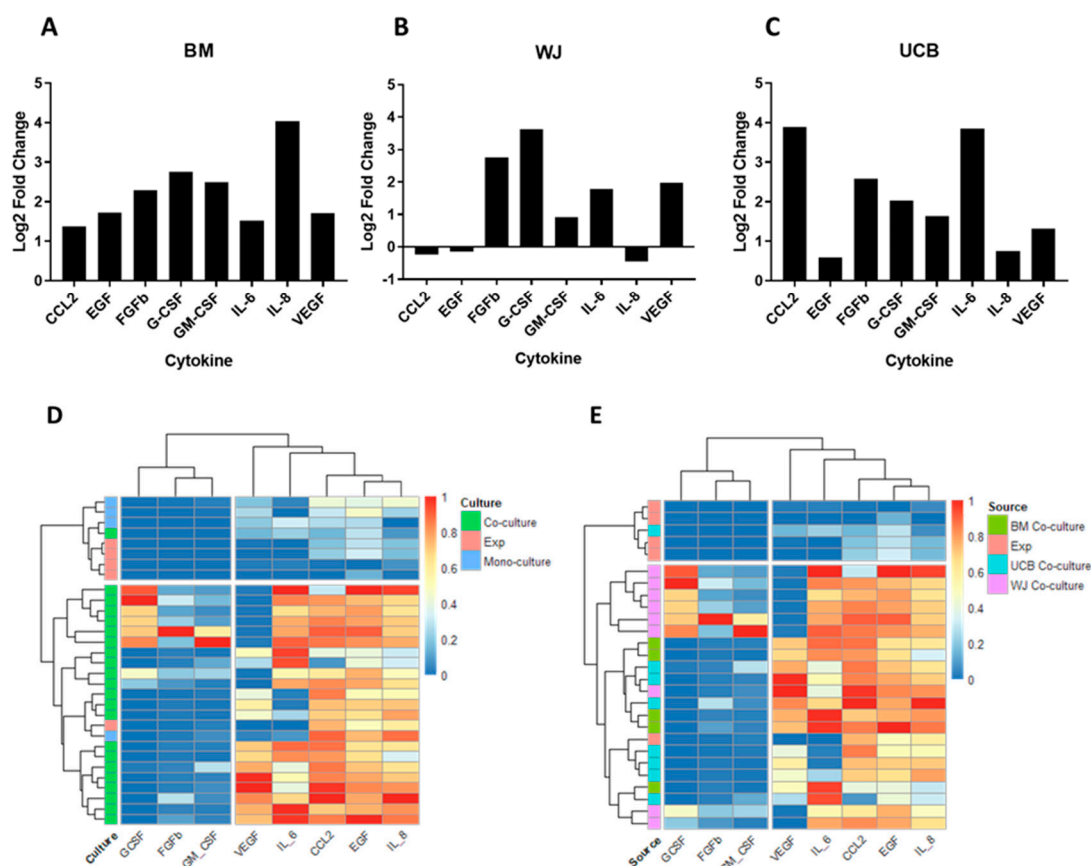 A
BM
Log2 Fold Change
5
4
3
2
1
0
CCL2
EGF
FGFb
G-CSF
GM-CSF
IL-6
IL-8
VEGF
Cytokine
B
WJ
Log2 Fold Change
5
4
3
2
1
0
-1
CCL2
EGF
FGFb
G-CSF
GM-CSF
IL-6
IL-8
VEGF
Cytokine
C
UCB
Log2 Fold Change
5
4
3
2
1
0
CCL2
EGF
FGFb
G-CSF
GM-CSF
IL-6
IL-8
VEGF
Cytokine
D
1
0.8
0.6
0.4
0.2
0
Culture
Co-culture
Exp
Mono-culture
Culture
GCSF
FGFb
GM_CSF
VEGF
IL_6
CCL2
EGF
IL_8
E
1
0.8
0.6
0.4
0.2
0
Source
BM Co-culture
Exp
UCB Co-culture
WJ Co-culture
Source
GCSF
FGFb
GM_CSF
VEGF
IL_6
CCL2
EGF
IL_8